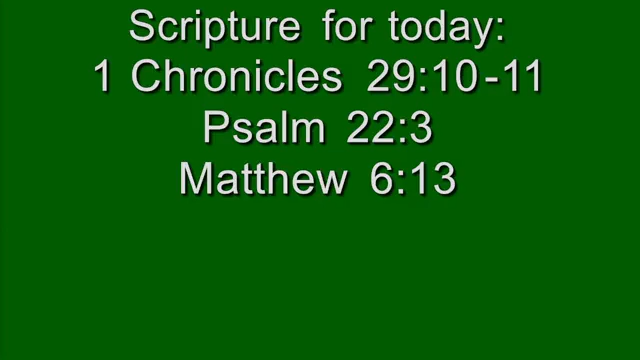 Scripture for today:
1 Chronicles 29:10-11
Psalm 22:3
Matthew 6:13